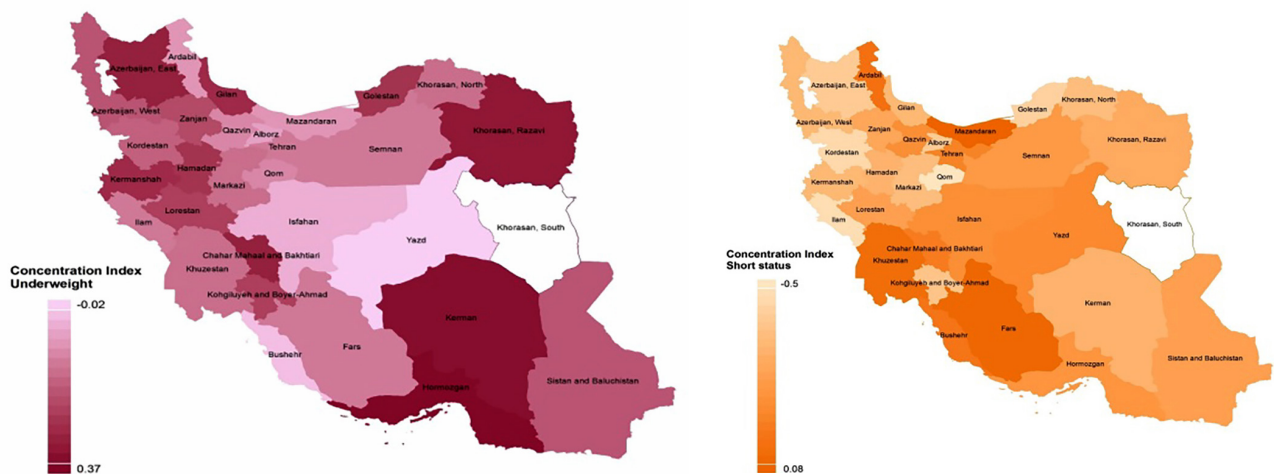 Ardabil
Azerbaijan, East
Gilan
Golestan
Khorasan, North
Azerbaijan, West
Zanjan
Qazvin
Alborz
Mazandaran
Khorasan, Razavi
Kordestan
Tehran
Semnan
Hamadan
Kermanshah
Markazi
Qom
Lorestan
Ilam
Isfahan
Khorasan, South
Yazd
Chahar Mahaal and Bakhtiari
Khuzestan
Kohgiluyeh and Boyer-Ahmad
Kerman
Fars
Bushehr
Sistan and Baluchistan
Hormozgan
Concentration Index
Underweight
-0.02
0.37
Ardabil
Azerbaijan, East
Gilan
Golestan
Khorasan, North
Azerbaijan, West
Zanjan
Qazvin
Alborz
Mazandaran
Khorasan, Razavi
Kordestan
Tehran
Semnan
Hamadan
Kermanshah
Markazi
Qom
Lorestan
Ilam
Isfahan
Khorasan, South
Yazd
Chahar Mahaal and Bakhtiari
Khuzestan
Kohgiluyeh and Boyer-Ahmad
Kerman
Fars
Bushehr
Sistan and Baluchistan
Hormozgan
Concentration Index
Short status
-0.5
0.08